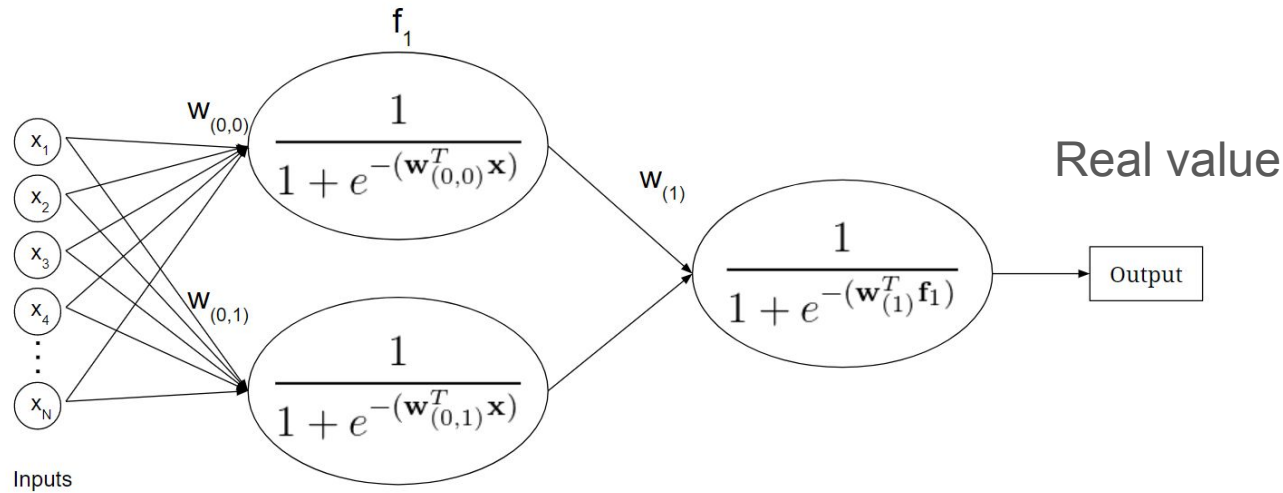 f₁
w₍₀,₀₎
x₁
x₂
x₃
x₄
⋮
x_N
Inputs
1
1 + e^{-(w^T_{(0,0)} x)}
w₍₀,₁₎
1
1 + e^{-(w^T_{(0,1)} x)}
w₍₁₎
1
1 + e^{-(w^T_{(1)} f_1)}
Real value
Output